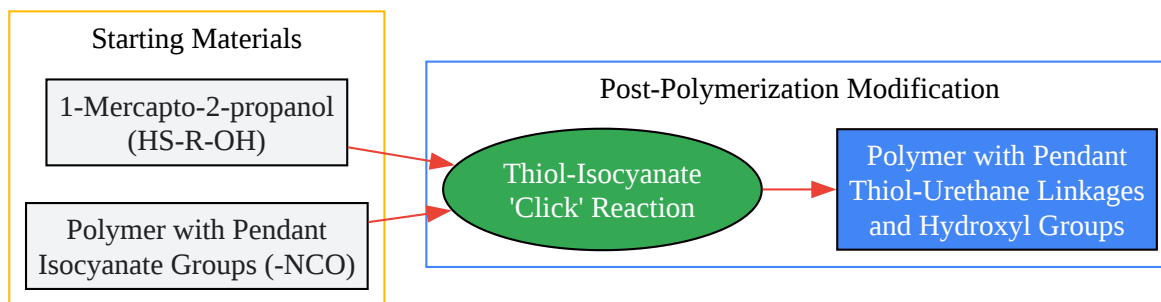 Starting Materials
1-Mercapto-2-propanol
(HS-R-OH)
Polymer with Pendant
Isocyanate Groups (-NCO)
Post-Polymerization Modification
Thiol-Isocyanate
'Click' Reaction
Polymer with Pendant
Thiol-Urethane Linkages
and Hydroxyl Groups